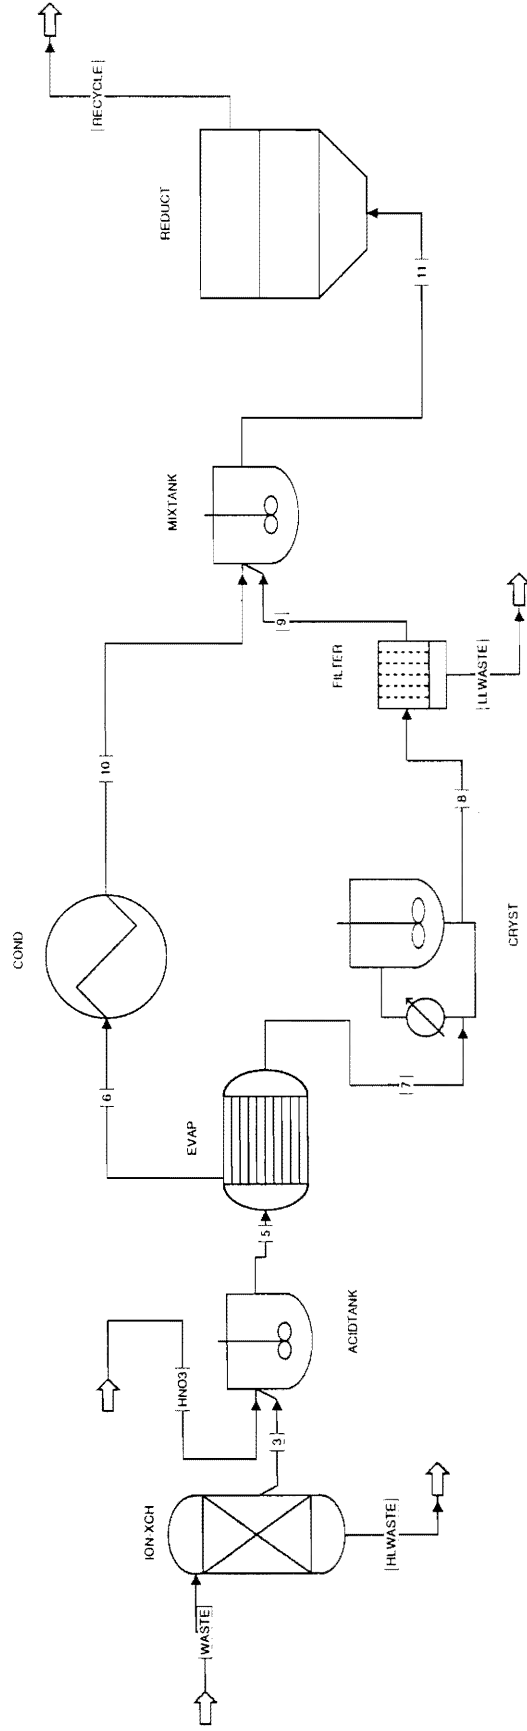 WASTE
ION-XCH
HLWASTE
3
HNO3
ACIDTANK
5
EVAP
6
7
COND
CRYST
10
8
FILTER
LLWASTE
9
MIXTANK
11
REDUCT
RECYCLE